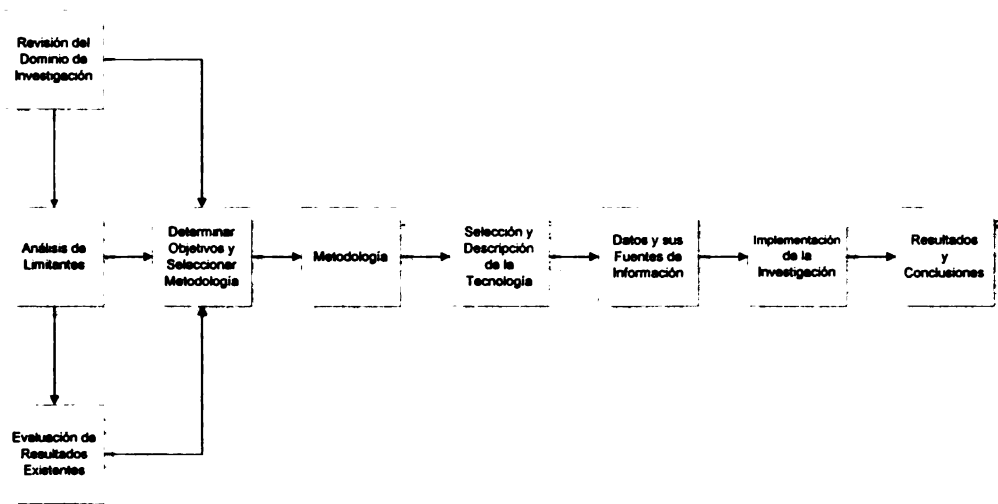 Revisión del
Dominio de
Investigación
Análisis de
Limitantes
Evaluación de
Resultados
Existentes
Determinar
Objetivos y
Seleccionar
Metodología
Metodología
Selección y
Descripción
de la
Tecnología
Datos y sus
Fuentes de
Información
Implementación
de la
Investigación
Resultados
y
Conclusiones